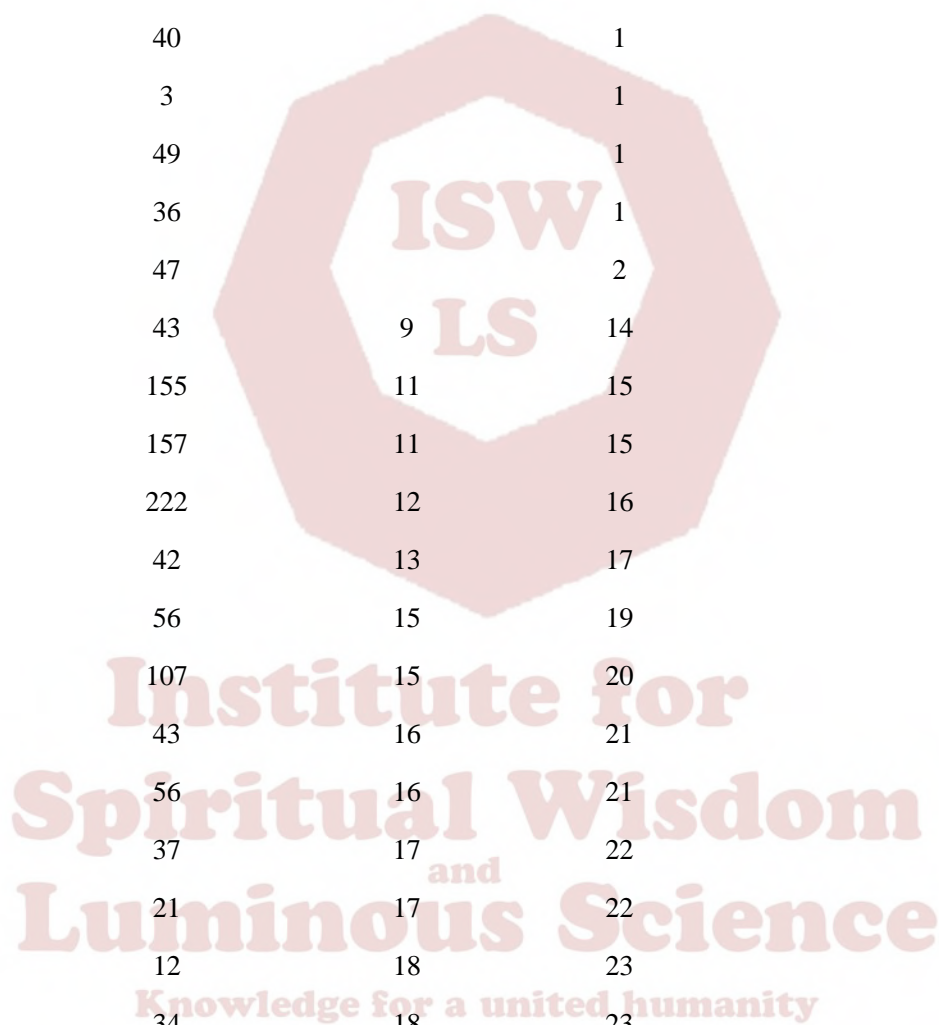 40 1
3 1
49 1
36 1
ISW
47 2
43 9 14
LS
155 11 15
157 11 15
222 12 16
42 13 17
56 15 19
107 15 20
Institute for
43 16 21
56 16 21
Spiritual Wisdom
37 17 22
and
21 17 22
Luminous Science
12 18 23
Knowledge for a united humanity
34 18 23